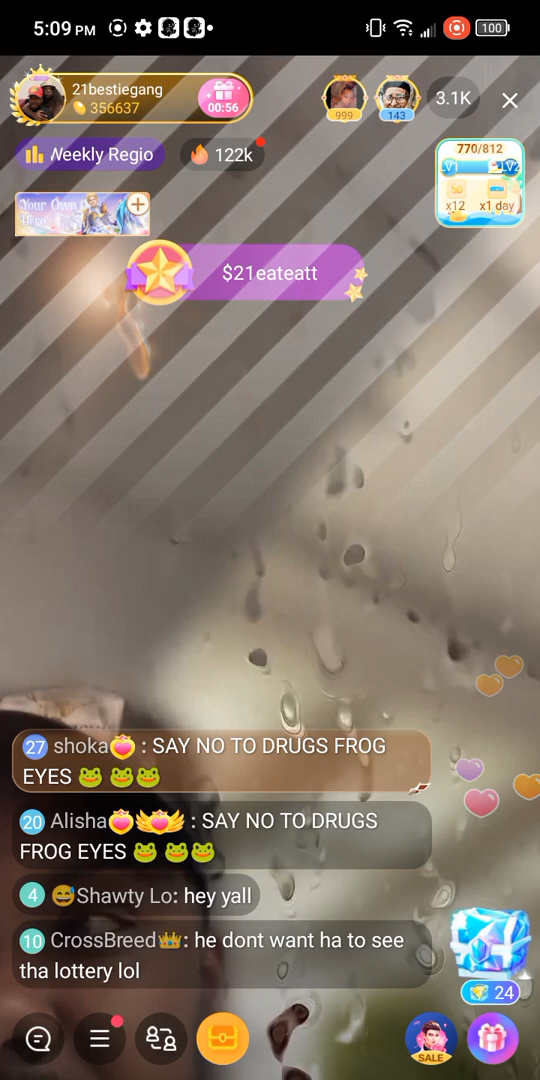 5:09 PM
100
21bestiegang
356637
00:56
999
143
3.1K
Weekly Regio
122k
770/812
LV1
LV2
x12
x1 day
Your Own
Hero
$21eateatt
27 shoka : SAY NO TO DRUGS FROG
EYES 🐸 🐸🐸
20 Alisha : SAY NO TO DRUGS
FROG EYES 🐸 🐸🐸
4 😅Shawty Lo: hey yall
10 CrossBreed👑: he dont want ha to see
tha lottery lol
24
SALE